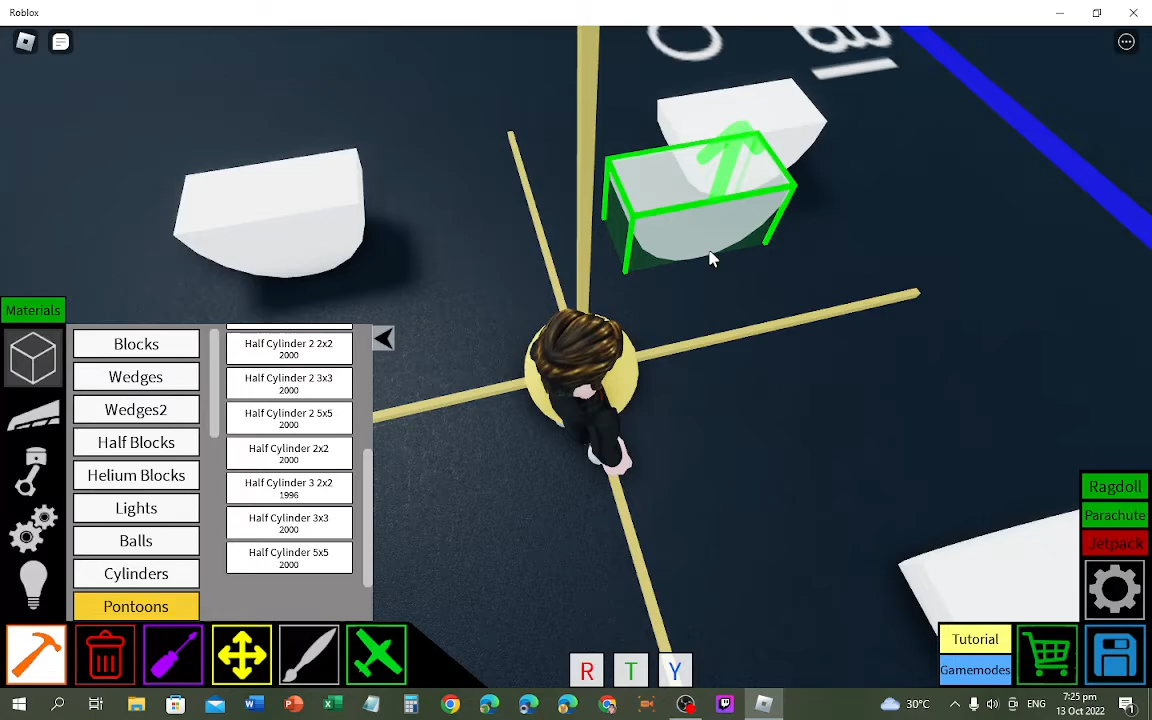 Roblox
Materials
Blocks
Wedges
Wedges2
Half Blocks
Helium Blocks
Lights
Balls
Cylinders
Pontoons
Half Cylinder 2 2x2
2000
Half Cylinder 2 3x3
2000
Half Cylinder 2 5x5
2000
Half Cylinder 2x2
2000
Half Cylinder 3 2x2
1996
Half Cylinder 3x3
2000
Half Cylinder 5x5
2000
Ragdoll
Parachute
Jetpack
Tutorial
Gamemodes
R T Y
30°C
ENG
7:25 pm
13 Oct 2022
1